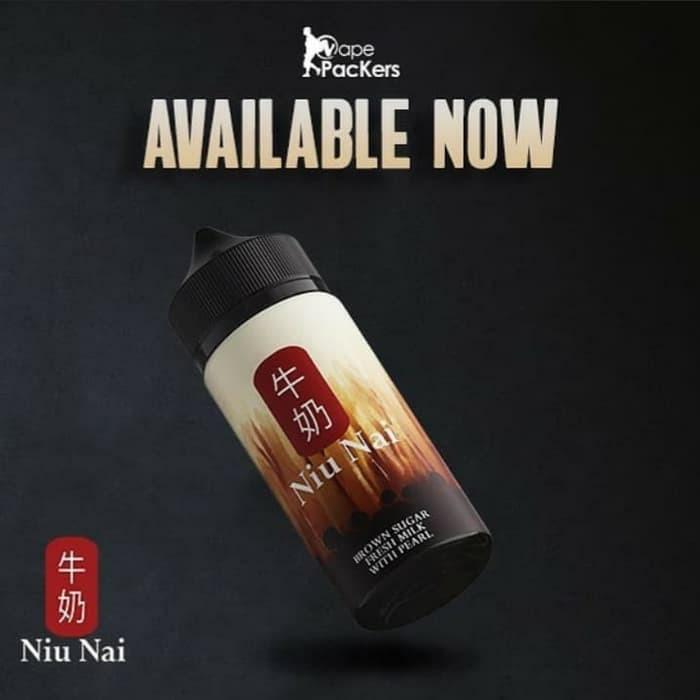 Vape
PacKers
AVAILABLE NOW
牛
奶
Niu Nai
BROWN SUGAR
FRESH MILK
WITH PEARL
牛
奶
Niu Nai